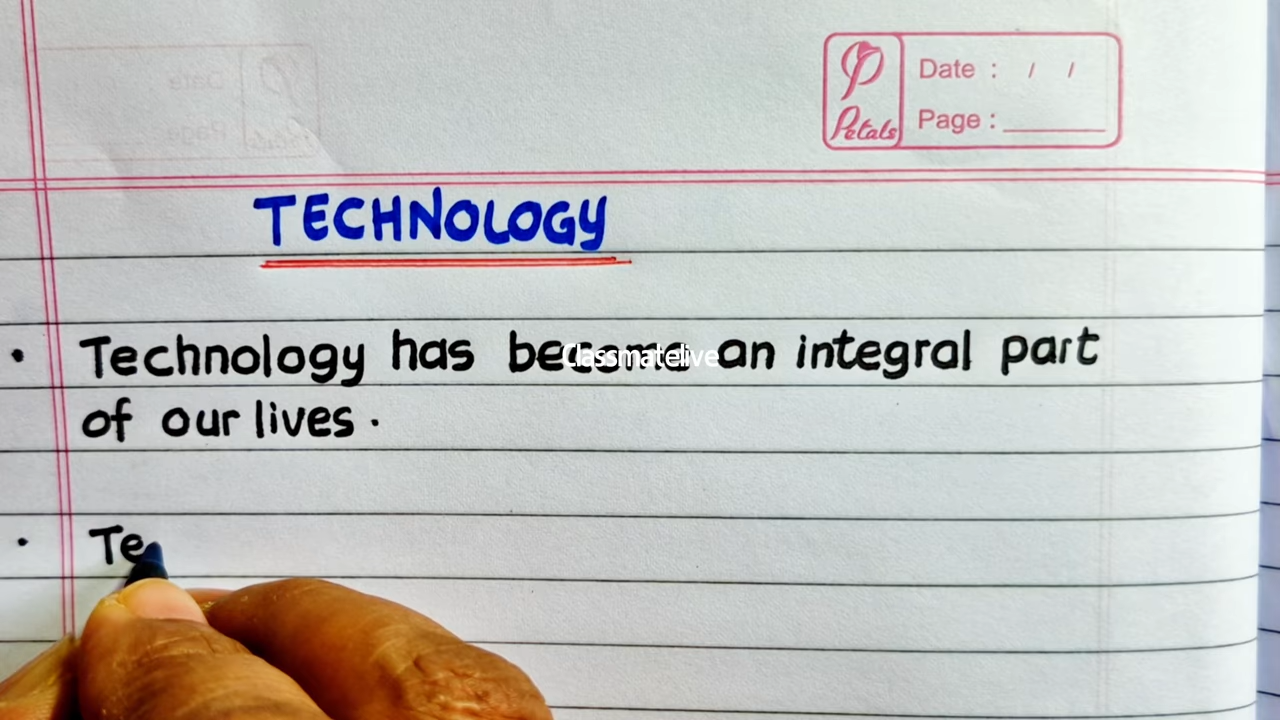 Petals
Date : / /
Page :
TECHNOLOGY
• Technology has become an integral part
of our lives.
Classmatelive
• Te